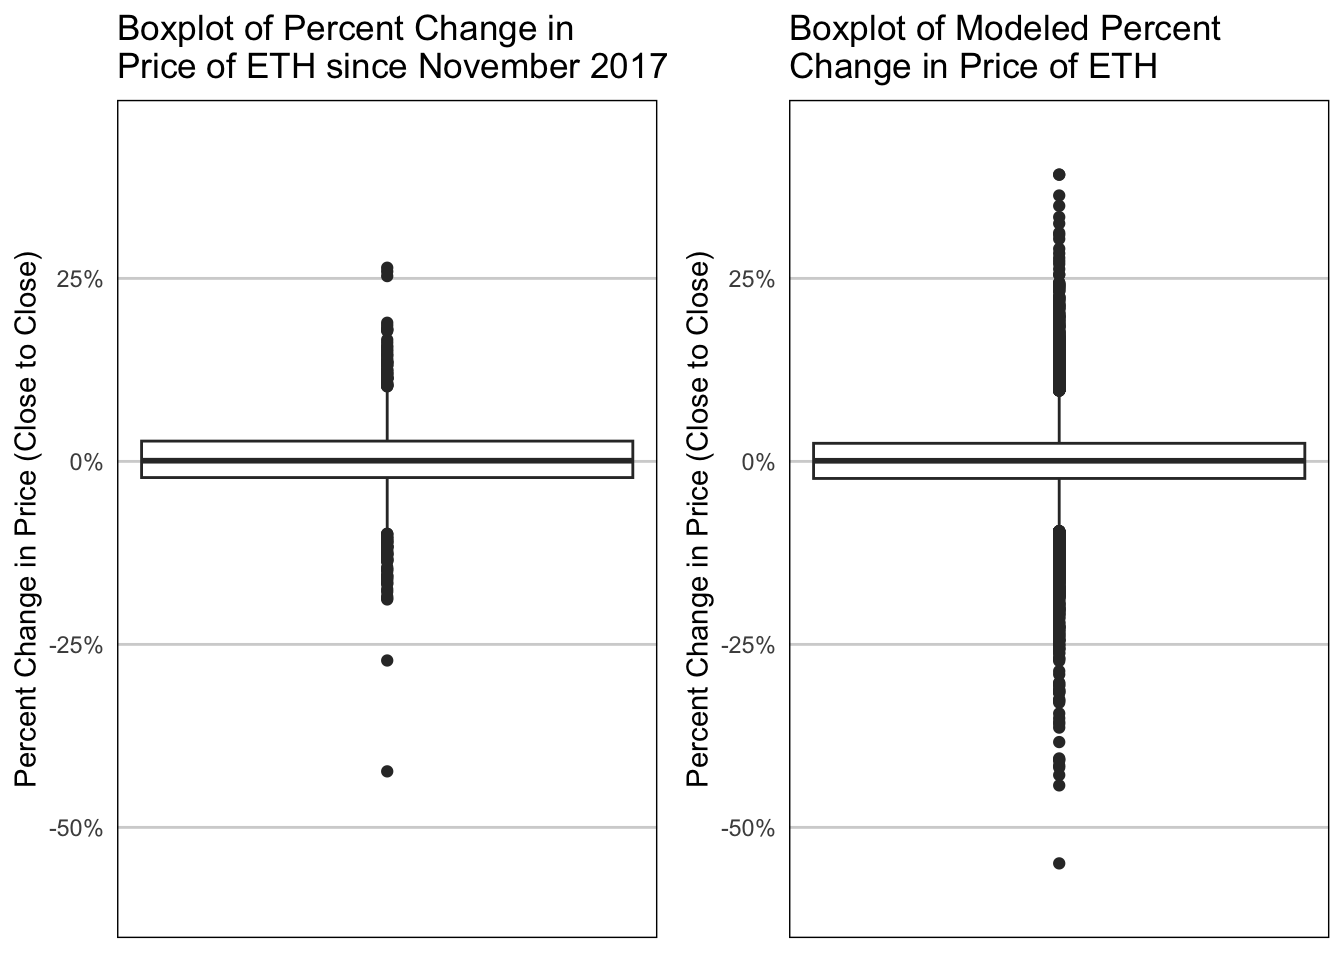 Boxplot of Percent Change in
Price of ETH since November 2017
Percent Change in Price (Close to Close)
25%
0%
-25%
-50%
Boxplot of Modeled Percent
Change in Price of ETH
Percent Change in Price (Close to Close)
25%
0%
-25%
-50%